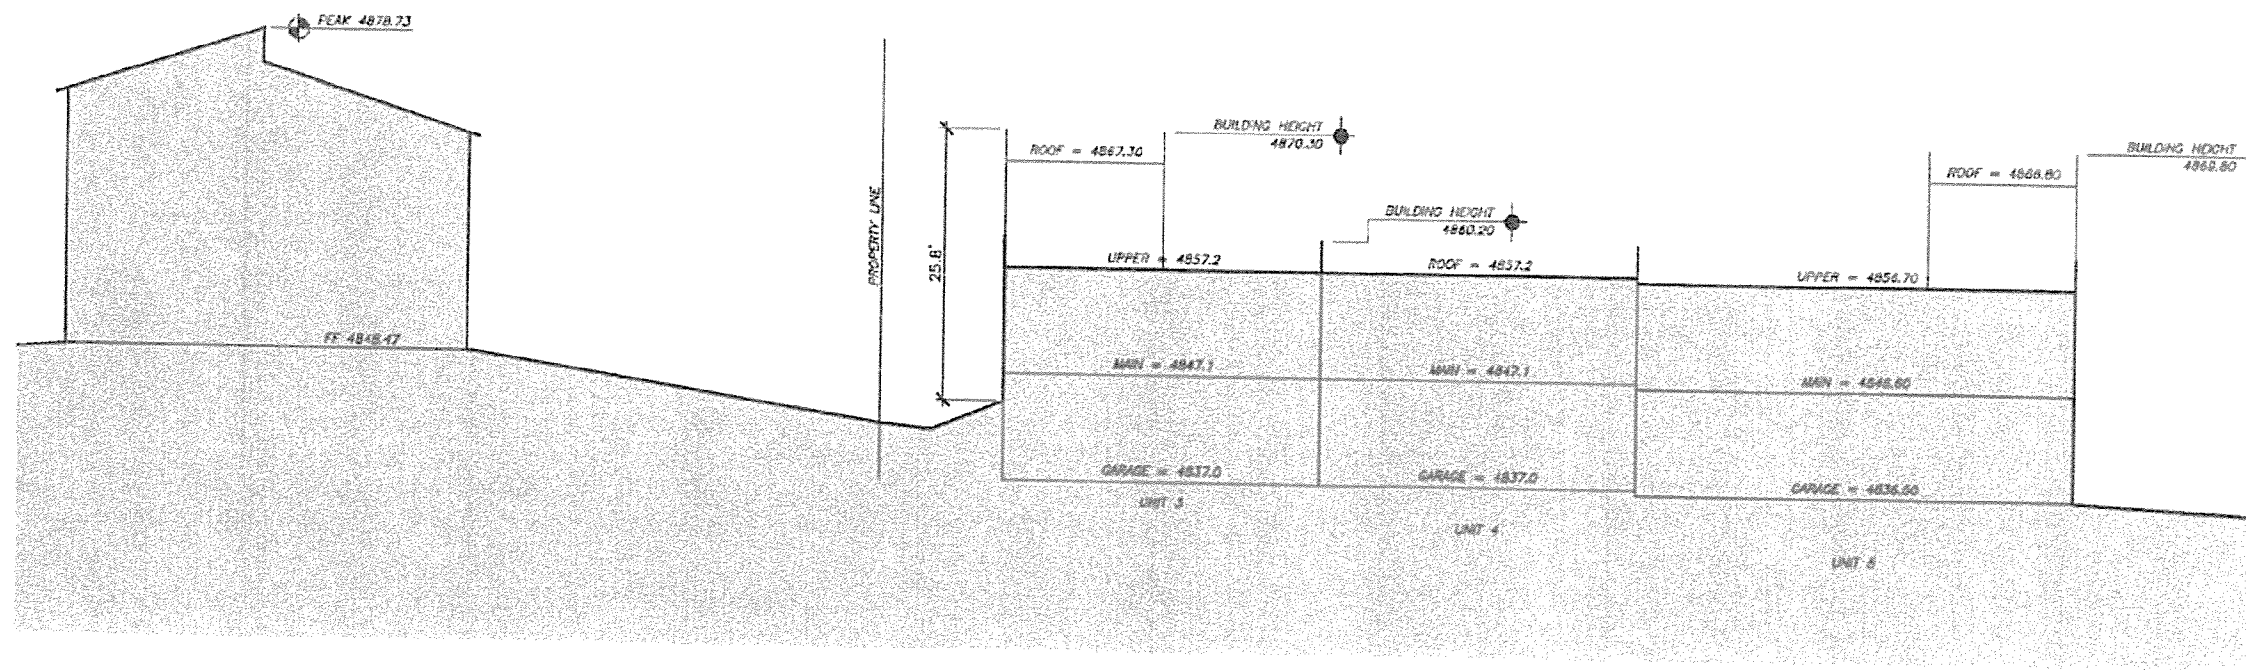 PEAK 4878.73
FF 4848.47
PROPERTY LINE
25.8'
ROOF = 4867.30
BUILDING HEIGHT
4870.30
BUILDING HEIGHT
4860.20
ROOF = 4866.80
BUILDING HEIGHT
4869.80
UPPER = 4857.2
ROOF = 4857.2
UPPER = 4856.70
MAIN = 4847.1
MAIN = 4847.1
MAIN = 4846.60
GARAGE = 4837.0
GARAGE = 4837.0
GARAGE = 4836.60
UNIT 3
UNIT 4
UNIT 5